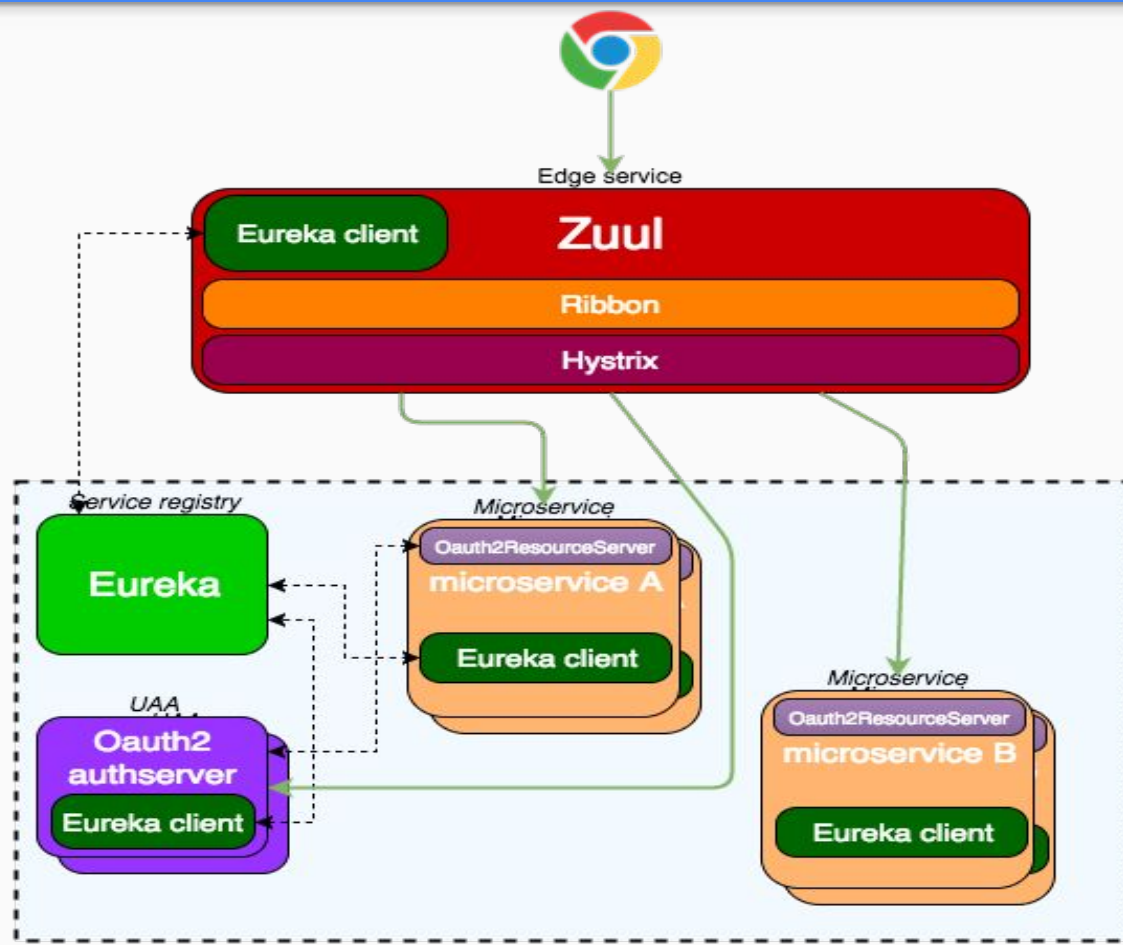 Edge service
Eureka client
Zuul
Ribbon
Hystrix
Service registry
Eureka
Microservice
Oauth2ResourceServer
microservice A
Eureka client
UAA
Oauth2
authserver
Eureka client
Microservice
Oauth2ResourceServer
microservice B
Eureka client